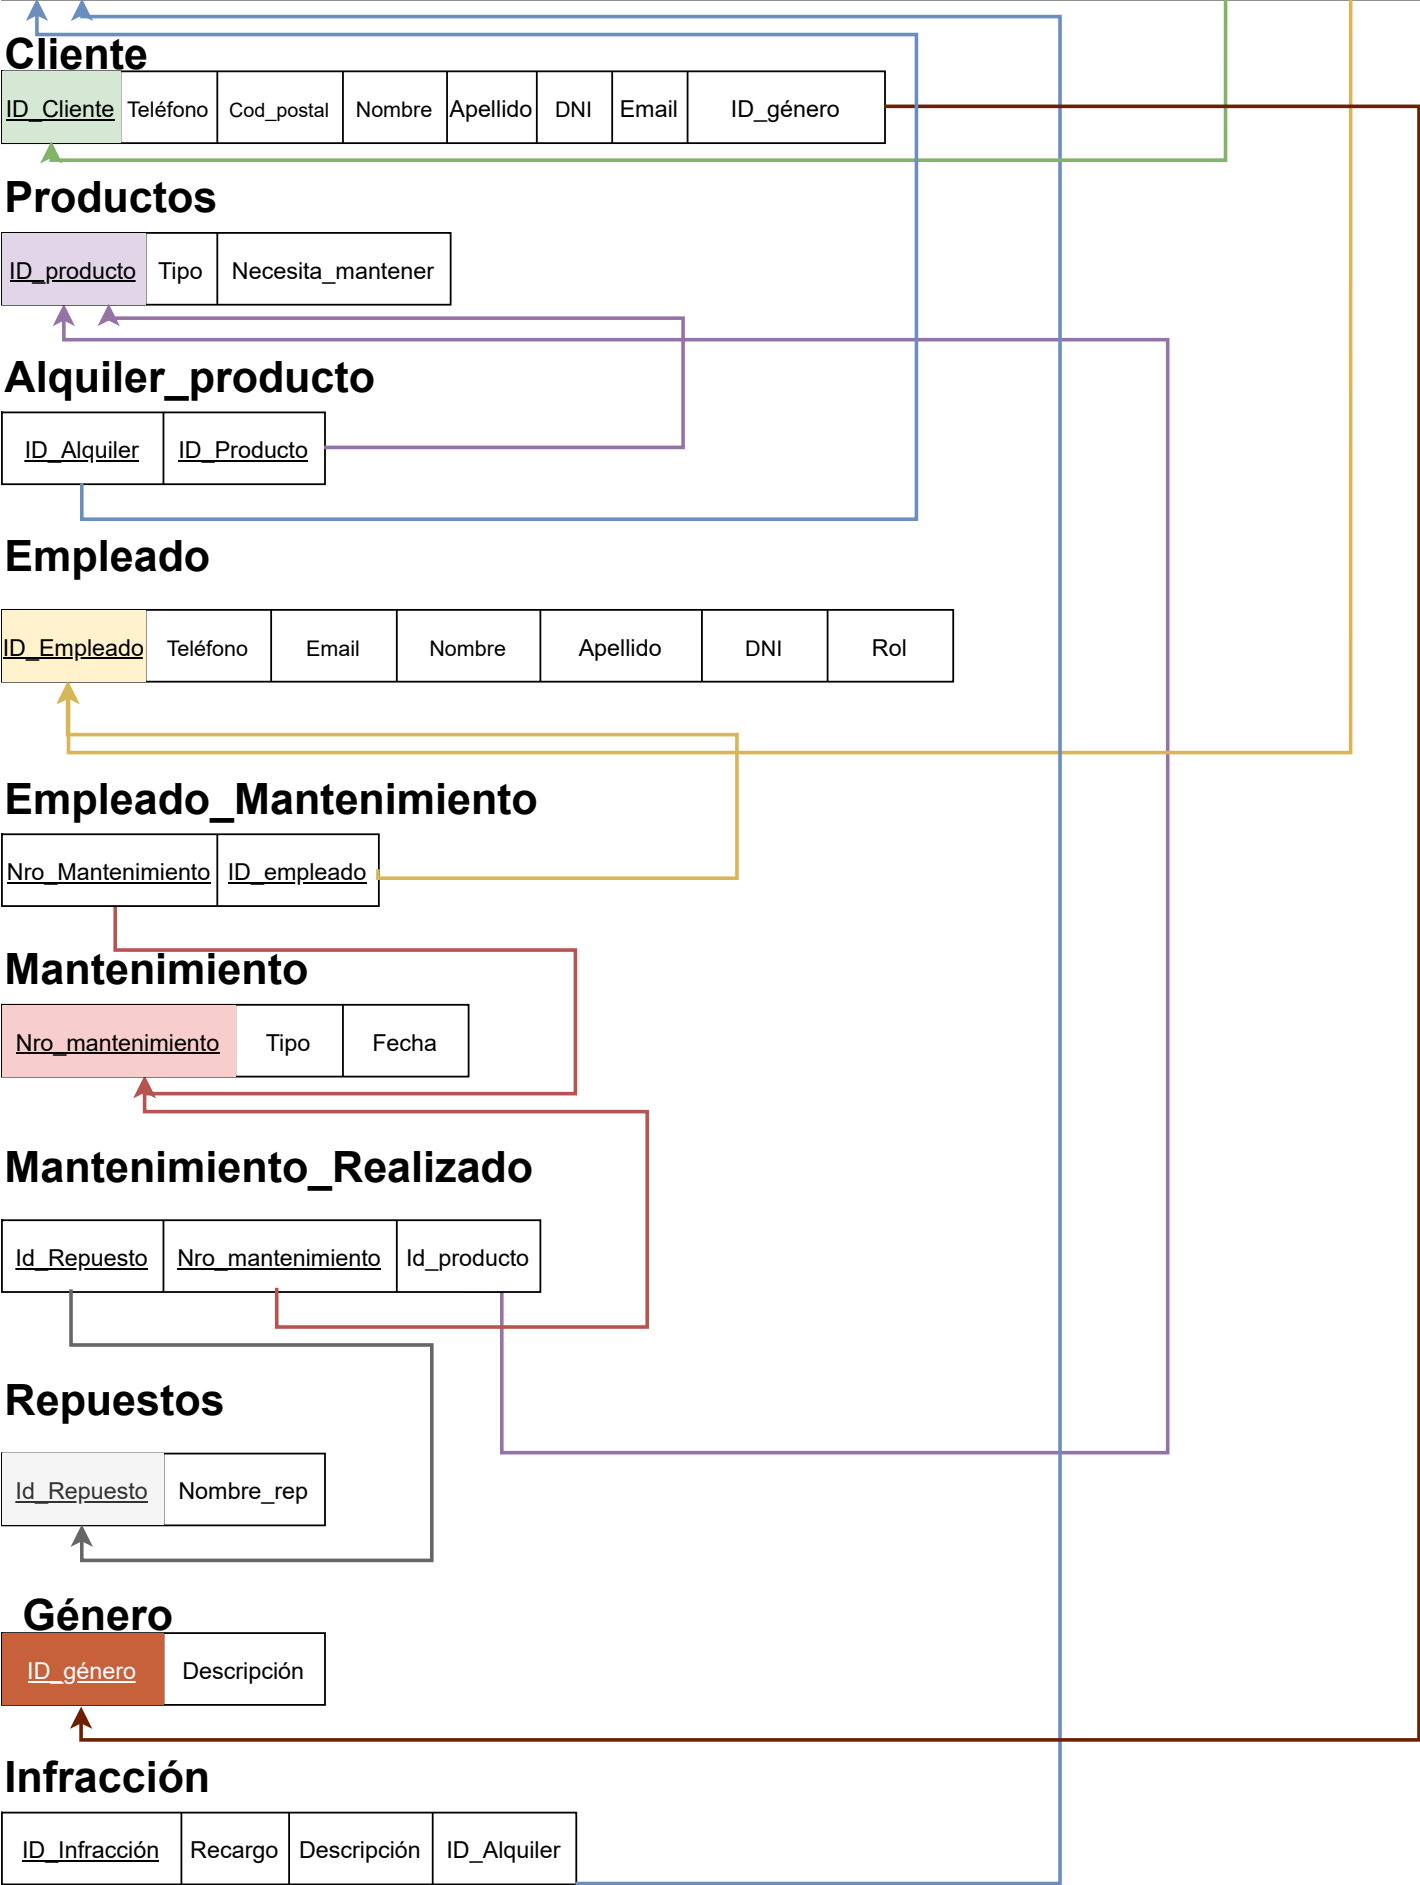 Cliente
ID_Cliente Teléfono Cod_postal Nombre Apellido DNI Email ID_género
Productos
ID_producto Tipo Necesita_mantener
Alquiler_producto
ID_Alquiler ID_Producto
Empleado
ID_Empleado Teléfono Email Nombre Apellido DNI Rol
Empleado_Mantenimiento
Nro_Mantenimiento ID_empleado
Mantenimiento
Nro_mantenimiento Tipo Fecha
Mantenimiento_Realizado
Id_Repuesto Nro_mantenimiento Id_producto
Repuestos
Id_Repuesto Nombre_rep
Género
ID_género Descripción
Infracción
ID_Infracción Recargo Descripción ID_Alquiler